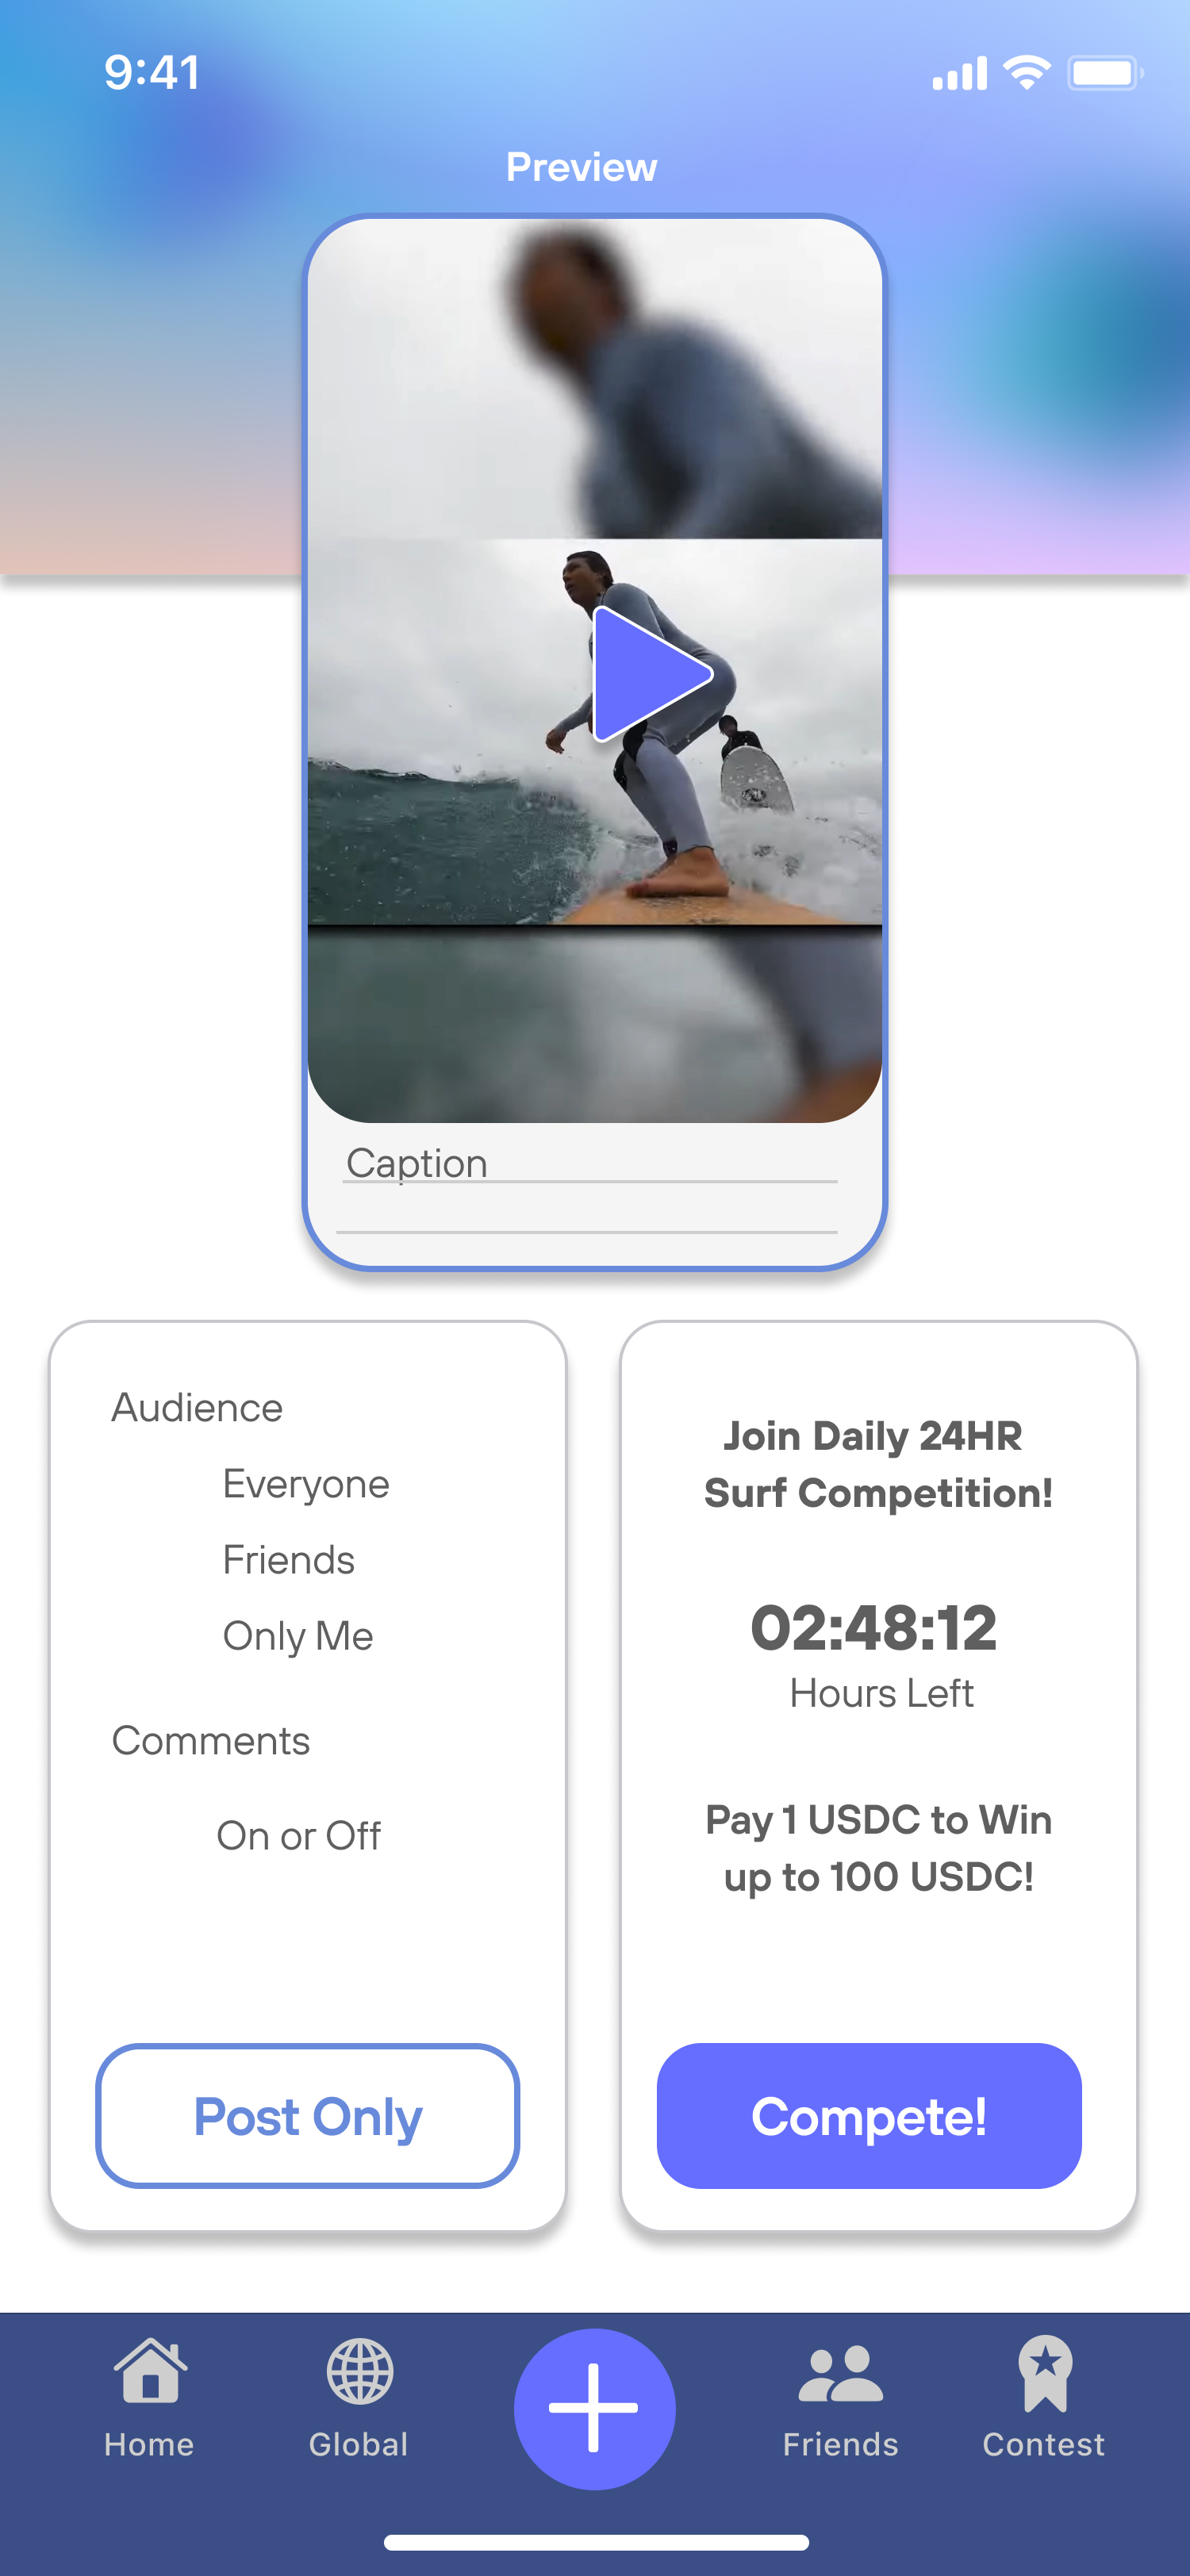 9:41
Preview
Caption
Audience
Everyone
Friends
Only Me
Comments
On or Off
Post Only
Join Daily 24HR
Surf Competition!
02:48:12
Hours Left
Pay 1 USDC to Win
up to 100 USDC!
Compete!
Home
Global
Friends
Contest